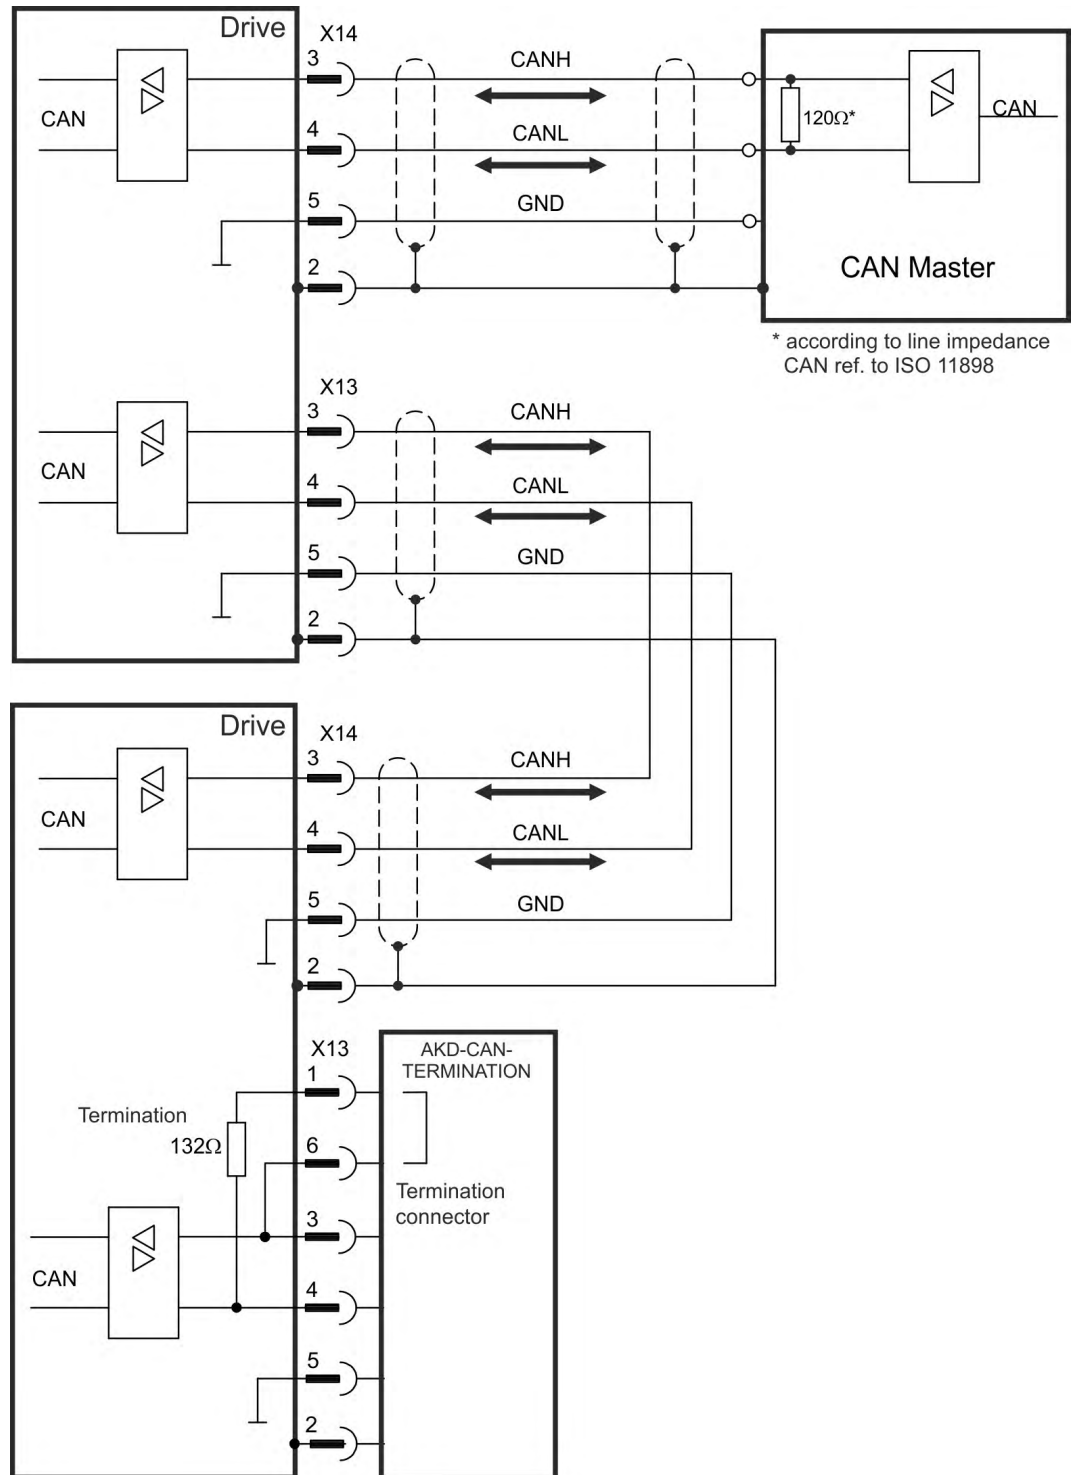 Drive
X14
3
CANH
CAN
120Ω*
CAN
4
CANL
5
GND
2
CAN Master
* according to line impedance
CAN ref. to ISO 11898
X13
3
CANH
CAN
4
CANL
5
GND
2
Drive
X14
3
CANH
CAN
4
CANL
5
GND
2
X13
AKD-CAN-
TERMINATION
1
Termination
132Ω
6
Termination
connector
3
CAN
4
5
2